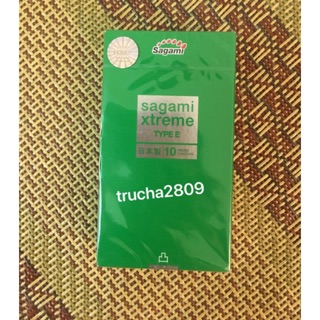 Sagami
sagami
xtreme
TYPE E
日本製 10
trucha2809